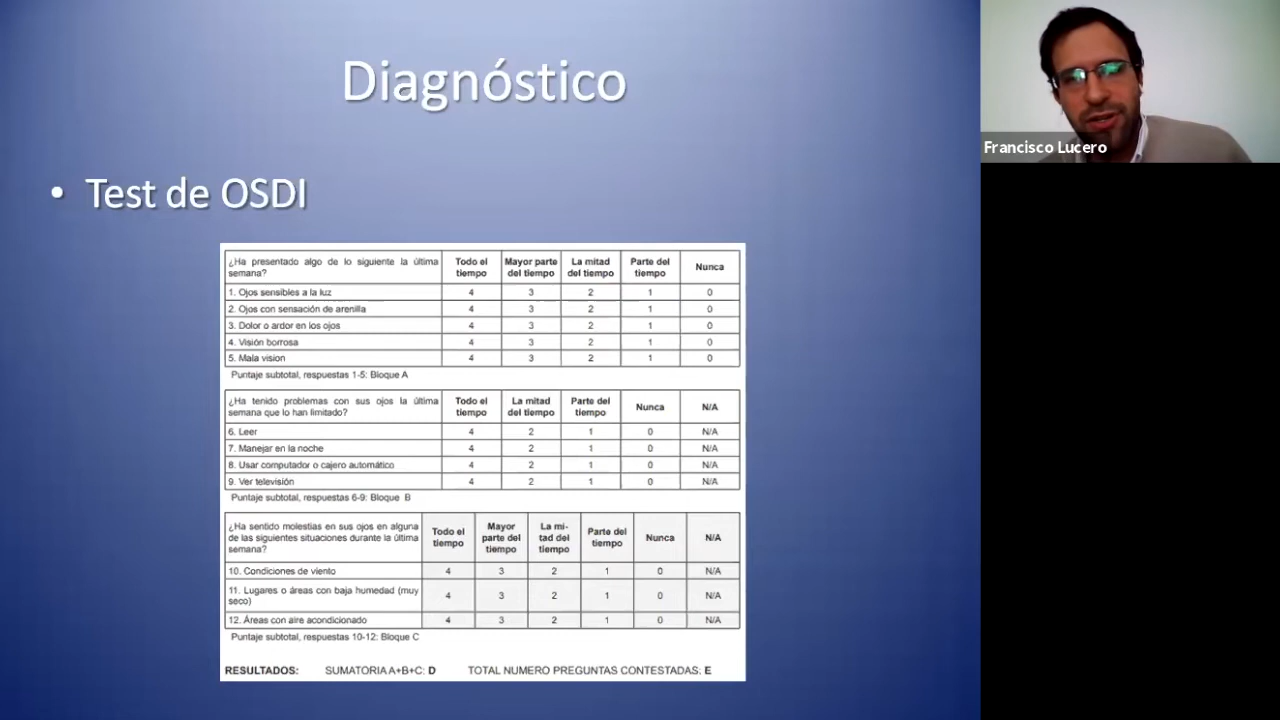 Diagnóstico
Francisco Lucero
• Test de OSDI
¿Ha presentado algo de lo siguiente la última semana? Todo el tiempo Mayor parte del tiempo La mitad del tiempo Parte del tiempo Nunca
1. Ojos sensibles a la luz 4 3 2 1 0
2. Ojos con sensación de arenilla 4 3 2 1 0
3. Dolor o ardor en los ojos 4 3 2 1 0
4. Visión borrosa 4 3 2 1 0
5. Mala vision 4 3 2 1 0
Puntaje subtotal, respuestas 1-5: Bloque A
¿Ha tenido problemas con sus ojos la última semana que lo han limitado? Todo el tiempo La mitad del tiempo Parte del tiempo Nunca N/A
6. Leer 4 2 1 0 N/A
7. Manejar en la noche 4 2 1 0 N/A
8. Usar computador o cajero automático 4 2 1 0 N/A
9. Ver televisión 4 2 1 0 N/A
Puntaje subtotal, respuestas 6-9: Bloque B
¿Ha sentido molestias en sus ojos en alguna de las siguientes situaciones durante la última semana? Todo el tiempo Mayor parte del tiempo La mi-tad del tiempo Parte del tiempo Nunca N/A
10. Condiciones de viento 4 3 2 1 0 N/A
11. Lugares o áreas con baja humedad (muy seco) 4 3 2 1 0 N/A
12. Áreas con aire acondicionado 4 3 2 1 0 N/A
Puntaje subtotal, respuestas 10-12: Bloque C
RESULTADOS: SUMATORIA A+B+C: D TOTAL NUMERO PREGUNTAS CONTESTADAS: E